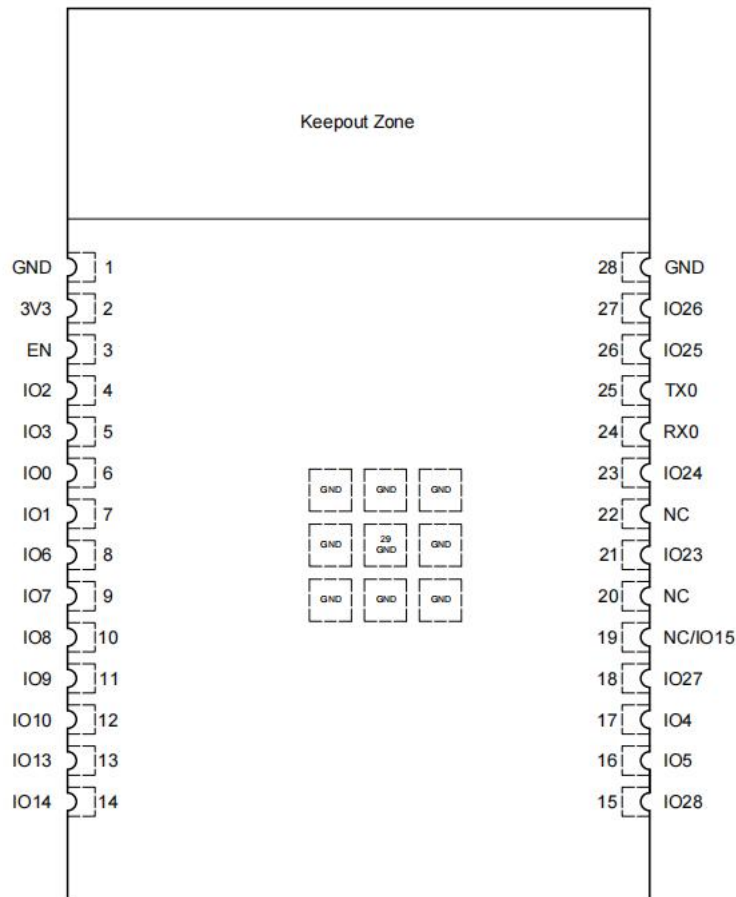 Keepout Zone
GND 1 28 GND
3V3 2 27 IO26
EN 3 26 IO25
IO2 4 25 TX0
IO3 5 24 RX0
IO0 6 23 IO24
GND GND GND
IO1 7 22 NC
IO6 8 21 IO23
GND 29 GND GND
IO7 9 20 NC
GND GND GND
IO8 10 19 NC/IO15
IO9 11 18 IO27
IO10 12 17 IO4
IO13 13 16 IO5
IO14 14 15 IO28